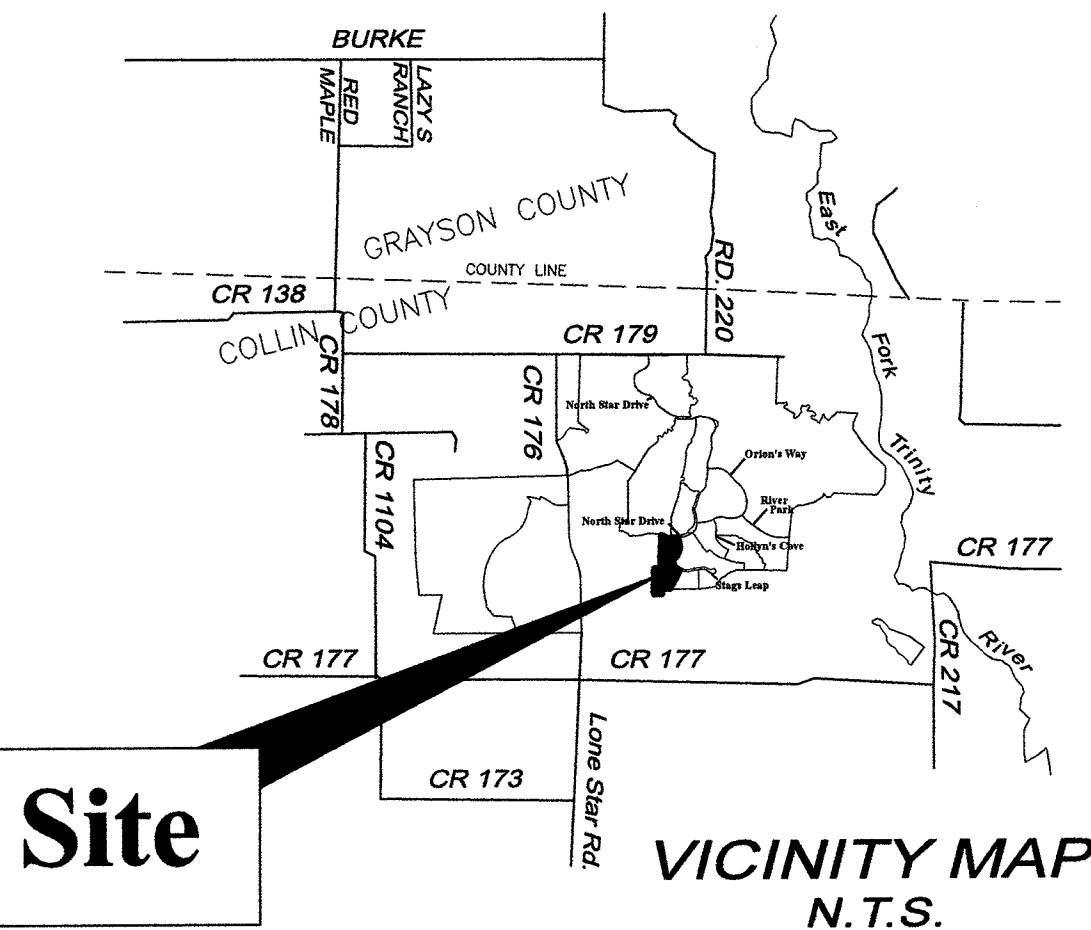 BURKE
RED
MAPLE
LAZY S
RANCH
GRAYSON COUNTY
COUNTY LINE
East
RD. 220
CR 138
COLLIN COUNTY
CR 179
Fork
CR 178
CR 176
North Star Drive
CR 1104
Orion's Way
Trinity
River
Park
North Star Drive
Hollyn's Cove
CR 177
Stags Leap
CR 177
CR 177
CR 217
River
Lone Star Rd.
CR 173
Site
VICINITY MAP
N.T.S.